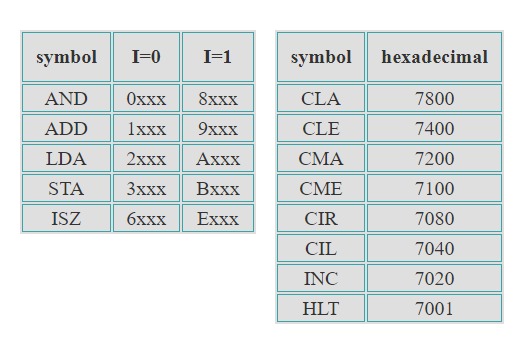 symbol I=0 I=1
AND 0xxx 8xxx
ADD 1xxx 9xxx
LDA 2xxx Axxx
STA 3xxx Bxxx
ISZ 6xxx Exxx
symbol hexadecimal
CLA 7800
CLE 7400
CMA 7200
CME 7100
CIR 7080
CIL 7040
INC 7020
HLT 7001